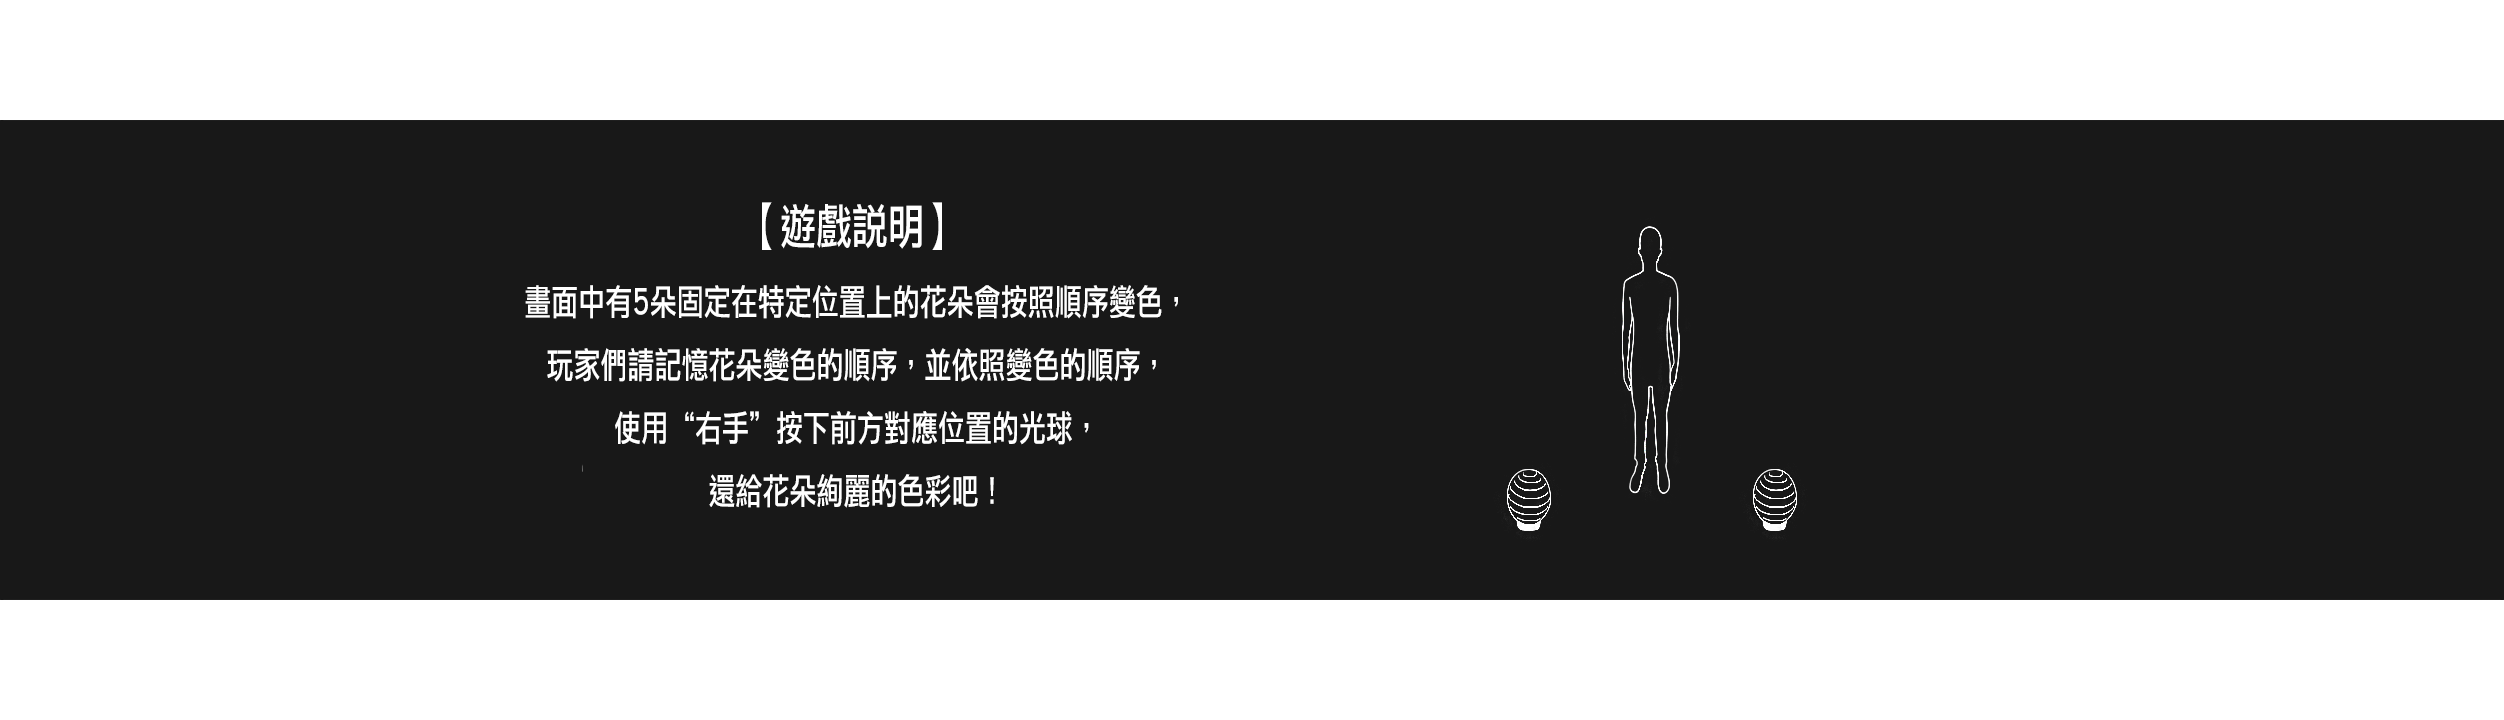 【遊戲說明】
畫面中有5朵固定在特定位置上的花朵會按照順序變色，
玩家們請記憶花朵變色的順序，並依照變色的順序，
使用 “右手” 按下前方對應位置的光球，
還給花朵絢麗的色彩吧！